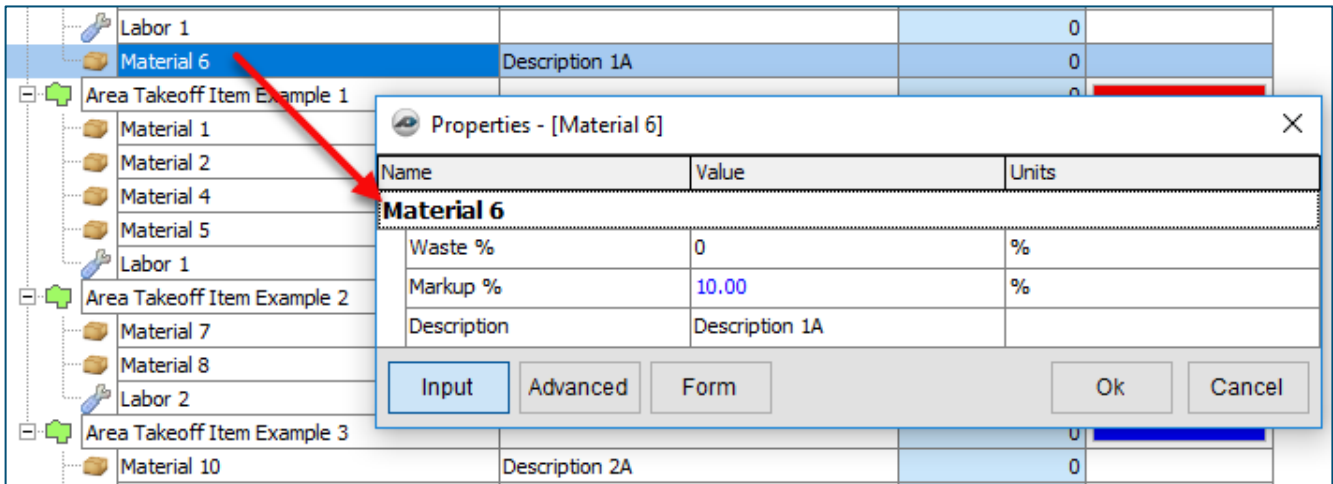 Labor 1 0
Material 6 Description 1A 0
Area Takeoff Item Example 1
Material 1
Material 2
Material 4
Material 5
Labor 1
Area Takeoff Item Example 2
Material 7
Material 8
Labor 2
Area Takeoff Item Example 3
Material 10 Description 2A 0
Properties - [Material 6]
Name Value Units
Material 6
Waste % 0 %
Markup % 10.00 %
Description Description 1A
Input Advanced Form Ok Cancel